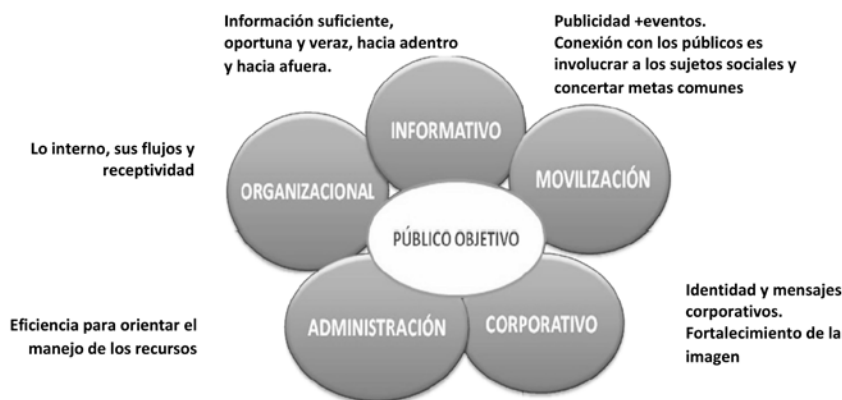 Información suficiente,
oportuna y veraz, hacia adentro
y hacia afuera.
Publicidad +eventos.
Conexión con los públicos es
involucrar a los sujetos sociales y
concertar metas comunes
INFORMATIVO
Lo interno, sus flujos y
receptividad
ORGANIZACIONAL
MOVILIZACIÓN
PÚBLICO OBJETIVO
Eficiencia para orientar el
manejo de los recursos
ADMINISTRACIÓN
CORPORATIVO
Identidad y mensajes
corporativos.
Fortalecimiento de la
imagen